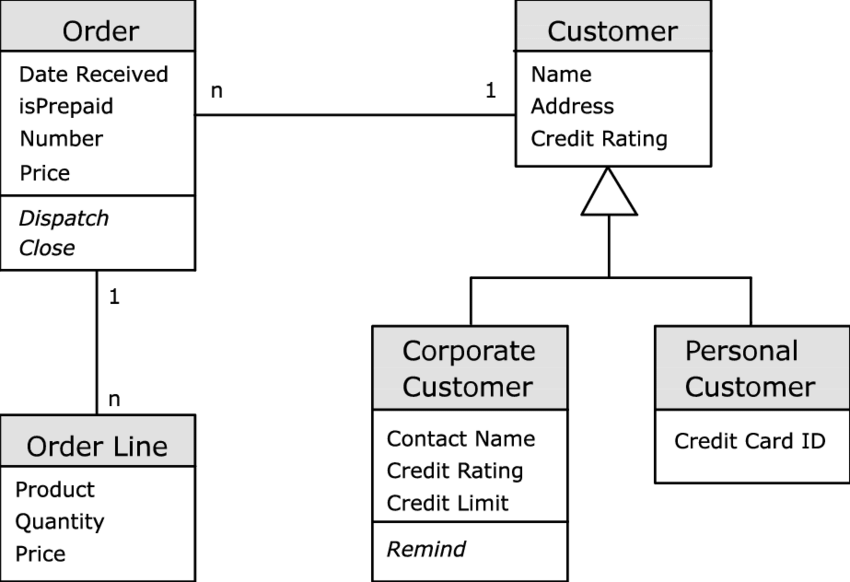 Order
Date Received
isPrepaid
Number
Price
Dispatch
Close
n
1
Customer
Name
Address
Credit Rating
1
n
Order Line
Product
Quantity
Price
Corporate
Customer
Contact Name
Credit Rating
Credit Limit
Remind
Personal
Customer
Credit Card ID